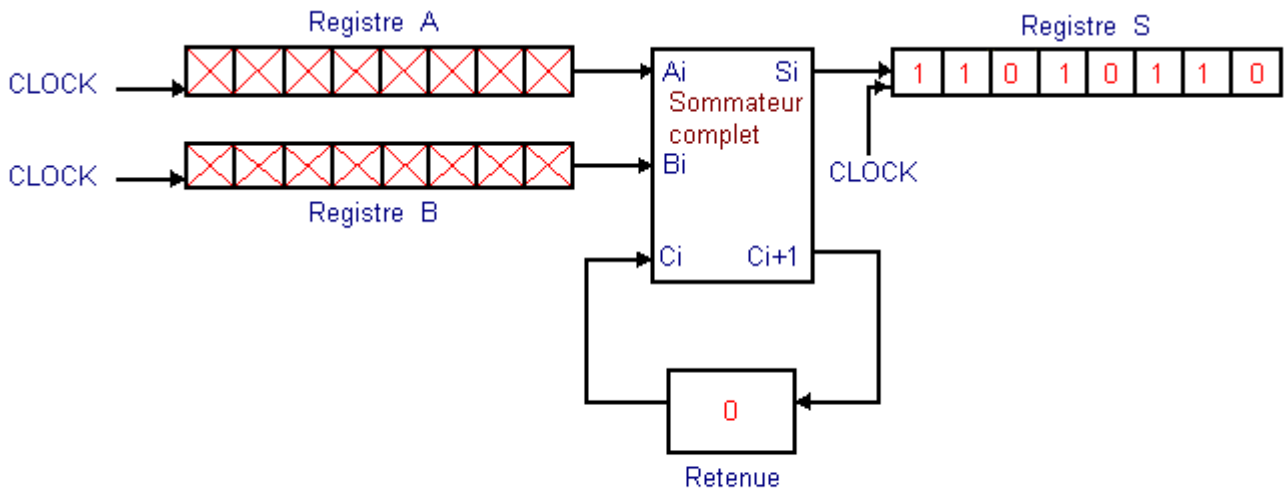 Registre A
Registre S
CLOCK
Ai
Si
1 1 0 1 0 1 1 0
Sommateur
complet
CLOCK
Bi
CLOCK
Registre B
Ci
Ci+1
0
Retenue